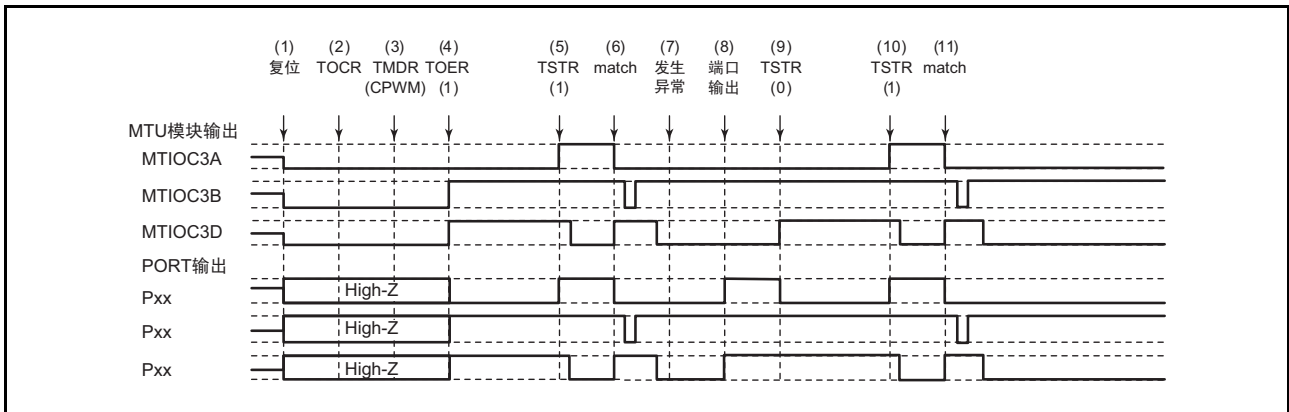 (1) (2) (3) (4) (5) (6) (7) (8) (9) (10) (11)
复位 TOCR TMDR TOER TSTR match 发生 端口 TSTR TSTR match
(CPWM) (1) (1) 异常 输出 (0) (1)
MTU模块输出
MTIOC3A
MTIOC3B
MTIOC3D
PORT输出
Pxx High-Z
Pxx High-Z
Pxx High-Z